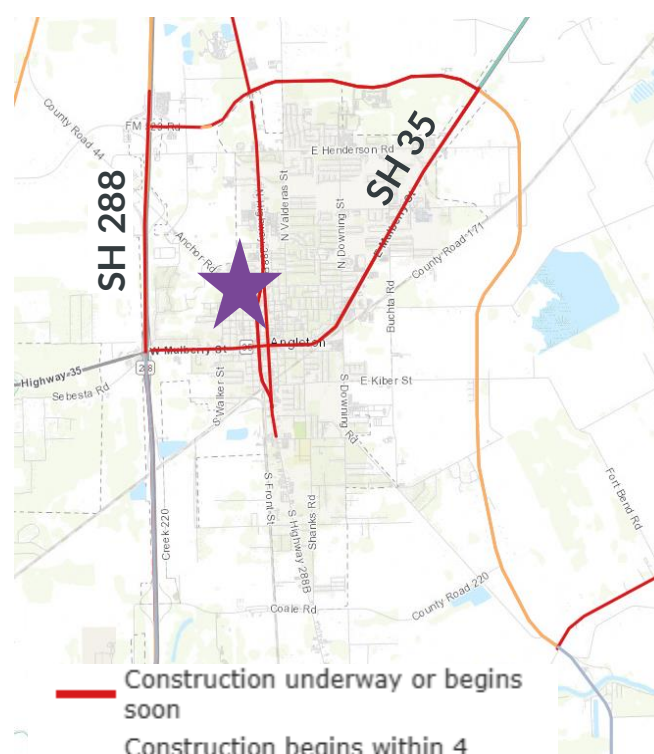 County Road 44
FM 523 Rd
E Henderson Rd
SH 35
SH 288
N Valderas St
N Downing St
E Mulberry St
Anchor Rd
County Road 171
Buchta Rd
W Mulberry St
35
Angleton
Highway 35
288
Sebesta Rd
S Walker St
E Kiber St
S Downing
Rd
S Front St
S Highway 288B
Shanks Rd
Fort Bend Rd
Creek 220
Coale Rd
County Road 220
Construction underway or begins
soon
Construction begins within 4